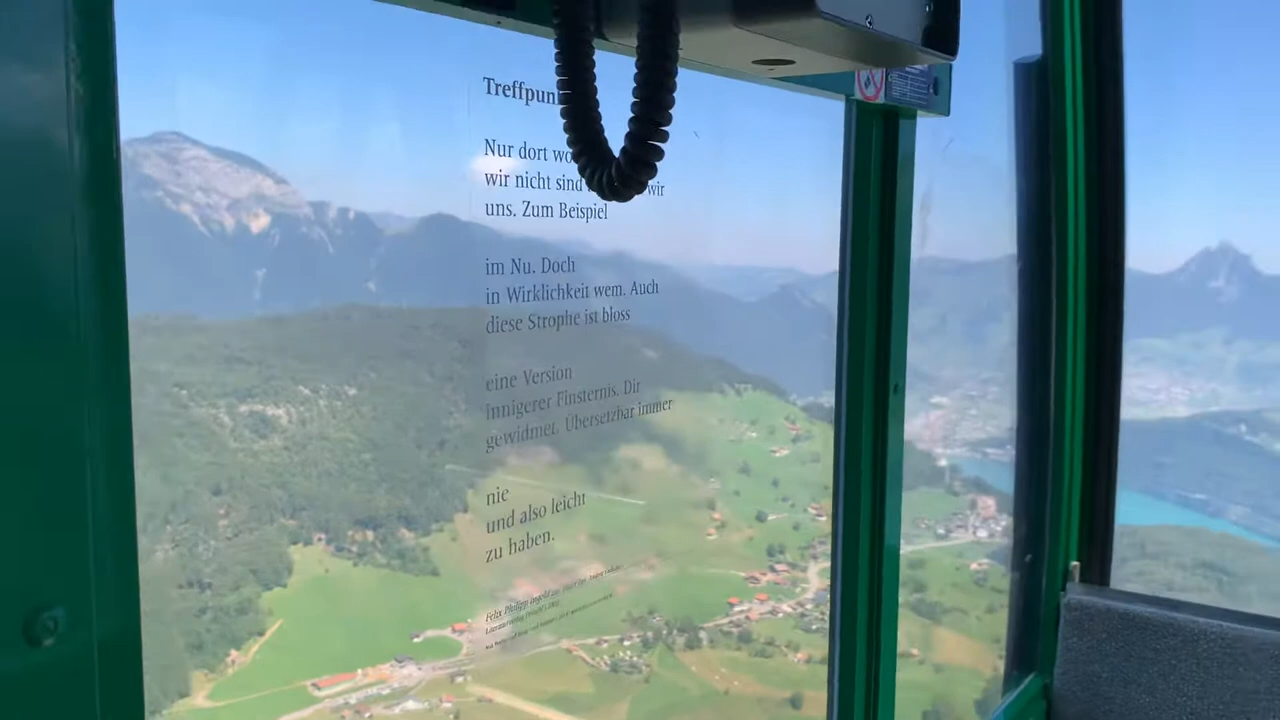 Treffpun
Nur dort wo
wir nicht sind wir
uns. Zum Beispiel
im Nu. Doch
in Wirklichkeit wem. Auch
diese Strophe ist bloss
eine Version
Innigerer Finsternis. Dir
gewidmet. Übersetzbar immer
nie
und also leicht
zu haben.
Felix Philipp Ingold